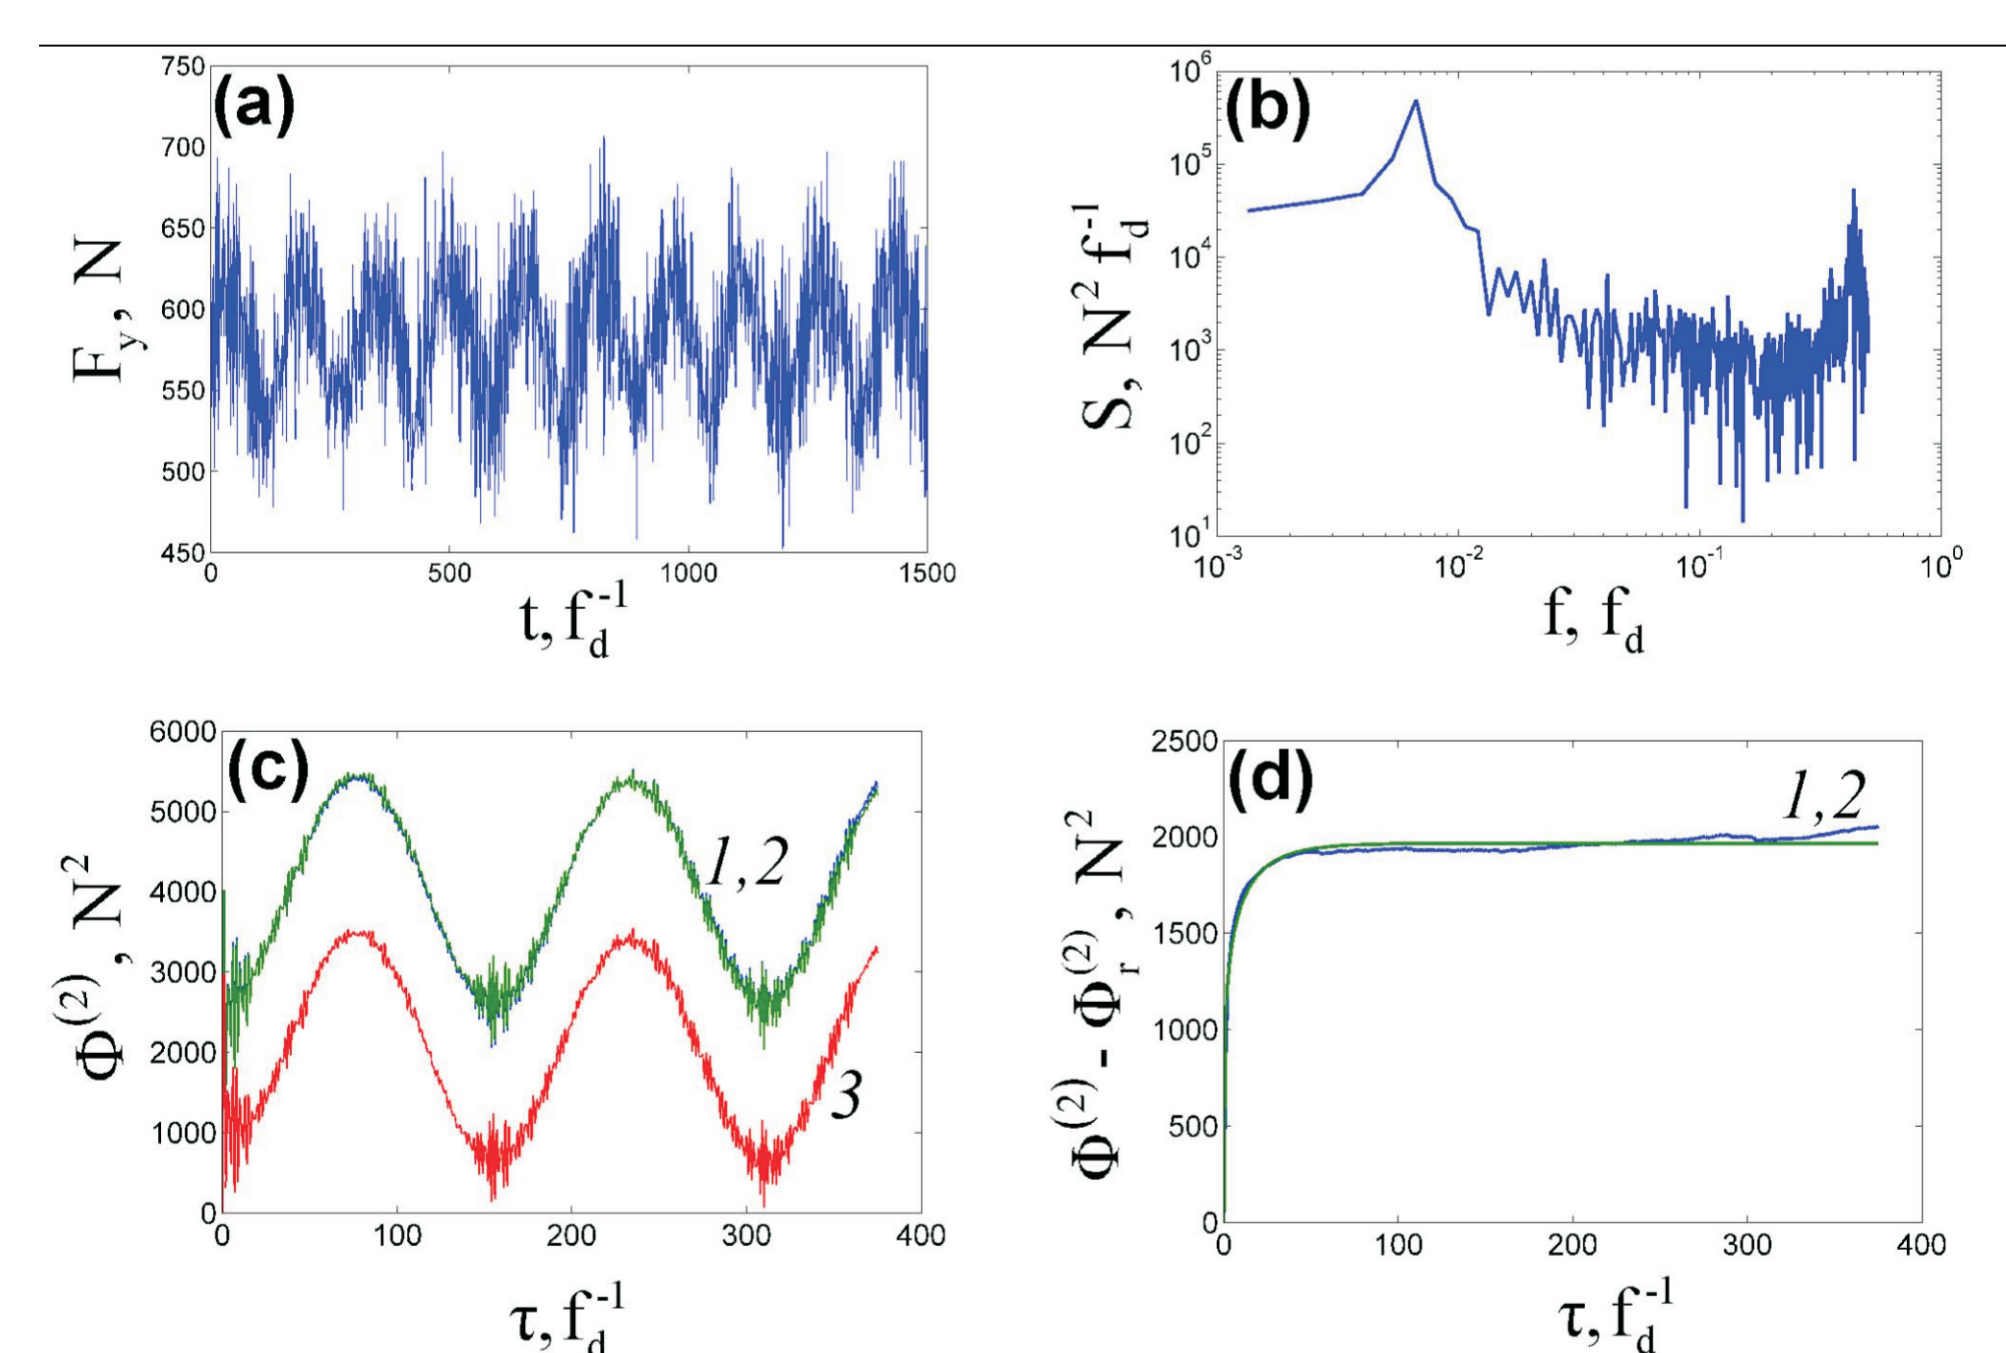 (a)
F_y, N
750
700
650
600
550
500
450
0 500 1000 1500
t, f_d^-1
(b)
S, N^2 f_d^-1
10^6
10^5
10^4
10^3
10^2
10^1
10^-3 10^-2 10^-1 10^0
f, f_d
(c)
Φ^(2), N^2
6000
5000
4000
3000
2000
1000
0
1,2
3
0 100 200 300 400
τ, f_d^-1
(d)
Φ^(2) - Φ_r^(2), N^2
2500
2000
1500
1000
500
0
1,2
0 100 200 300 400
τ, f_d^-1